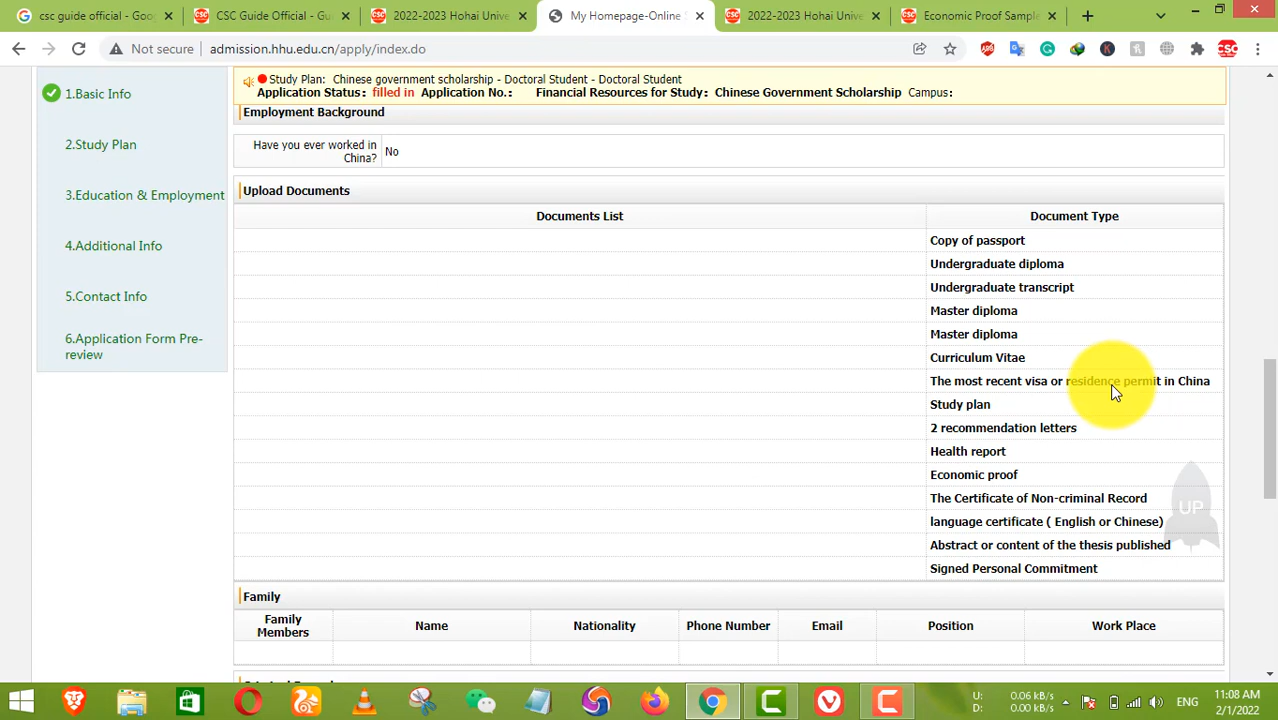 csc guide official - Goo
CSC Guide Official - Gu
2022-2023 Hohai Unive
My Homepage-Online
2022-2023 Hohai Unive
Economic Proof Sample
Not secure
admission.hhu.edu.cn/apply/index.do
Study Plan: Chinese government scholarship - Doctoral Student - Doctoral Student
Application Status: filled in Application No.: Financial Resources for Study: Chinese Government Scholarship Campus:
1.Basic Info
2.Study Plan
3.Education & Employment
4.Additional Info
5.Contact Info
6.Application Form Pre-
review
Employment Background
Have you ever worked in
China?
No
Upload Documents
Documents List
Document Type
Copy of passport
Undergraduate diploma
Undergraduate transcript
Master diploma
Master diploma
Curriculum Vitae
The most recent visa or residence permit in China
Study plan
2 recommendation letters
Health report
Economic proof
The Certificate of Non-criminal Record
language certificate ( English or Chinese)
Abstract or content of the thesis published
Signed Personal Commitment
UP
Family
Family
Members
Name
Nationality
Phone Number
Email
Position
Work Place
U: 0.06 kB/s
D: 0.00 kB/s
ENG
11:08 AM
2/1/2022